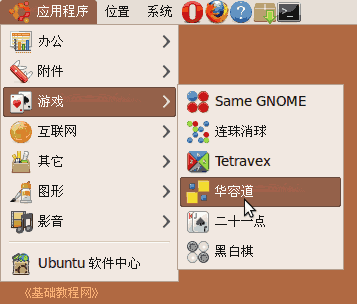 应用程序 位置 系统
办公
附件
游戏
互联网
其它
图形
影音
Ubuntu 软件中心
Same GNOME
连珠消球
Tetravex
华容道
二十一点
黑白棋
《基础教程网》